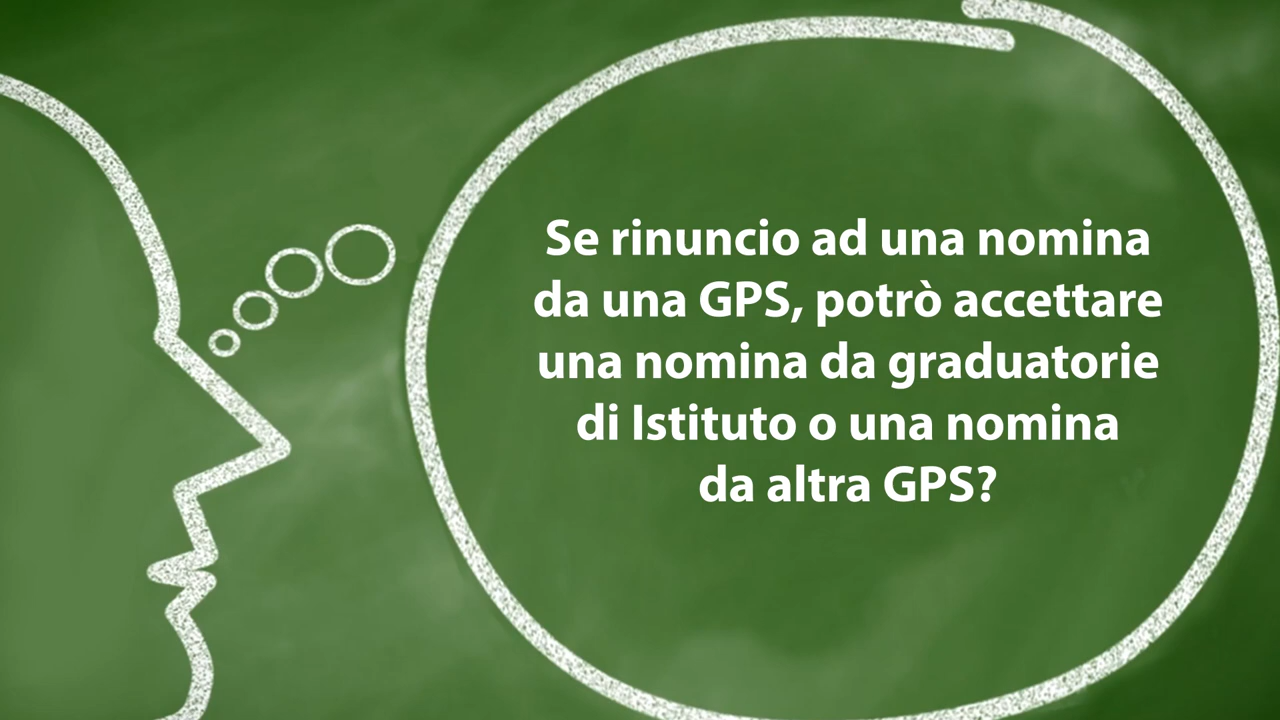 Se rinuncio ad una nomina
da una GPS, potrò accettare
una nomina da graduatorie
di Istituto o una nomina
da altra GPS?